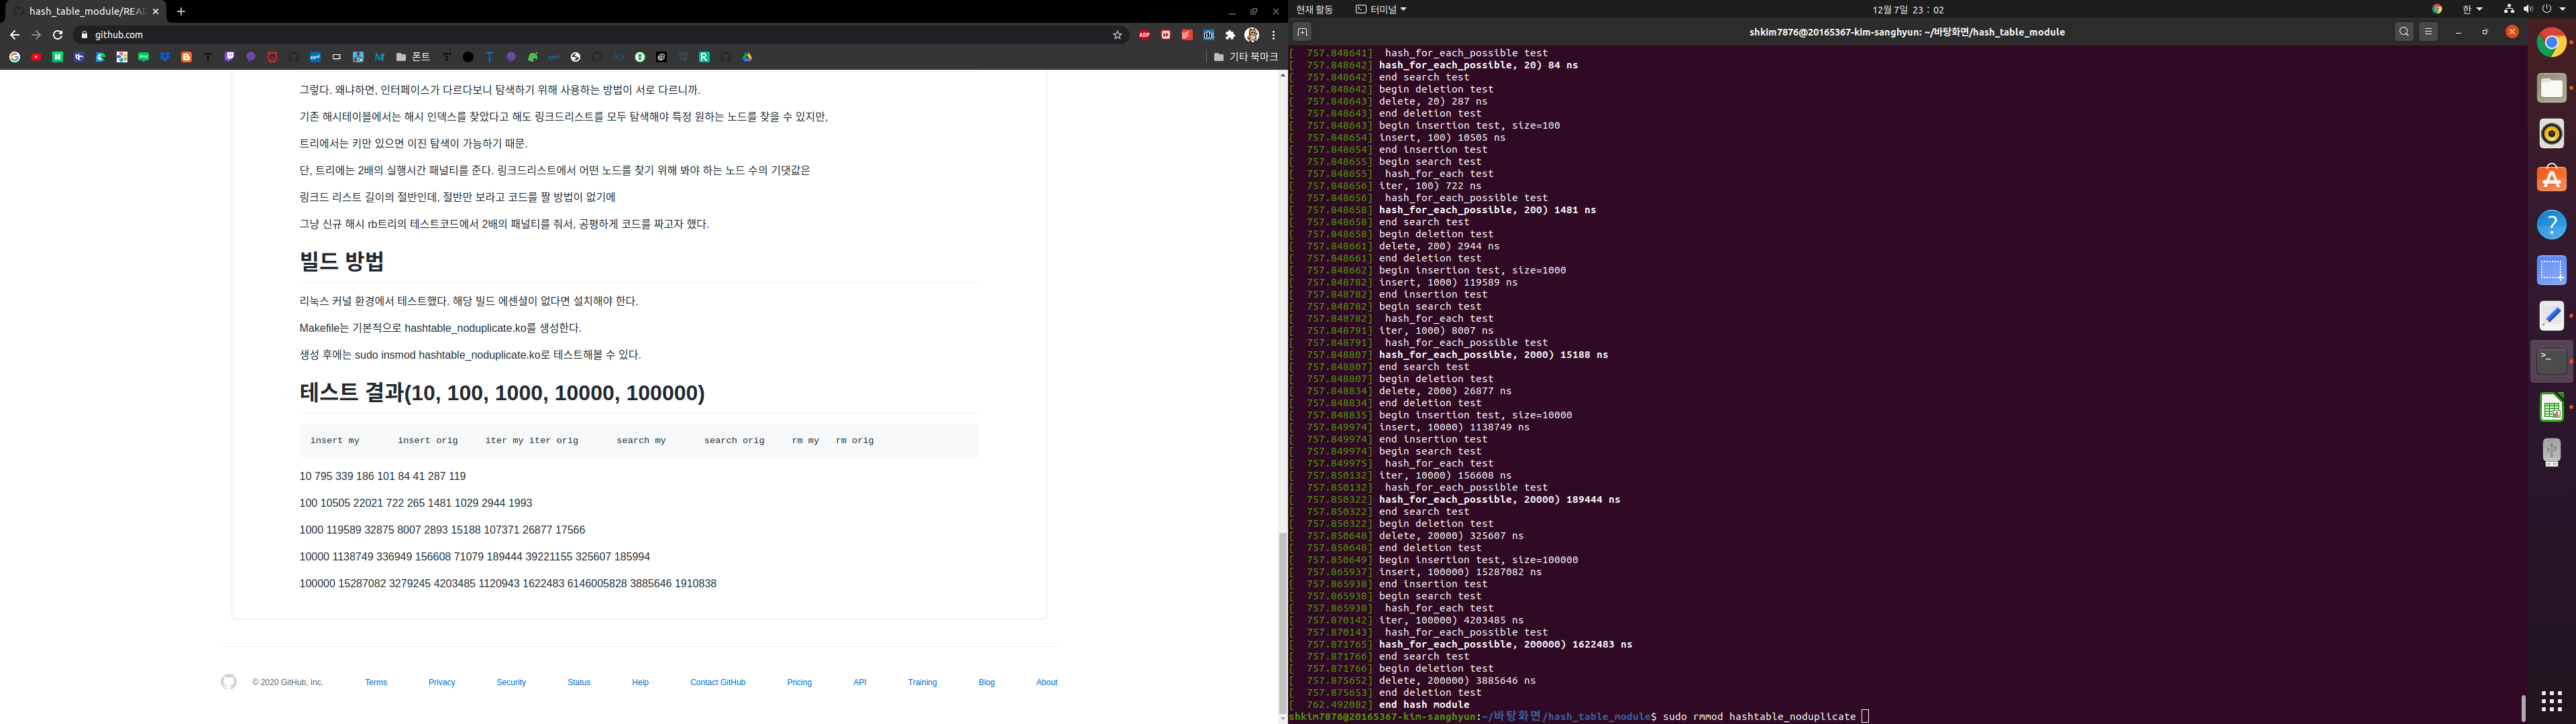 hash_table_module/REA
github.com
폰트
기타 북마크
그렇다. 왜냐하면, 인터페이스가 다르다보니 탐색하기 위해 사용하는 방법이 서로 다르니까.
기존 해시테이블에서는 해시 인덱스를 찾았다고 해도 링크드리스트를 모두 탐색해야 특정 원하는 노드를 찾을 수 있지만,
트리에서는 키만 있으면 이진 탐색이 가능하기 때문.
단, 트리에는 2배의 실행시간 패널티를 준다. 링크드리스트에서 어떤 노드를 찾기 위해 봐야 하는 노드 수의 기댓값은
링크드 리스트 길이의 절반인데, 절반만 보라고 코드를 짤 방법이 없기에
그냥 신규 해시 rb트리의 테스트코드에서 2배의 패널티를 줘서, 공평하게 코드를 짜고자 했다.
빌드 방법
리눅스 커널 환경에서 테스트했다. 해당 빌드 에센셜이 없다면 설치해야 한다.
Makefile는 기본적으로 hashtable_noduplicate.ko를 생성한다.
생성 후에는 sudo insmod hashtable_noduplicate.ko로 테스트해볼 수 있다.
테스트 결과(10, 100, 1000, 10000, 100000)
insert my insert orig iter my iter orig search my search orig rm my rm orig
10 795 339 186 101 84 41 287 119
100 10505 22021 722 265 1481 1029 2944 1993
1000 119589 32875 8007 2893 15188 107371 26877 17566
10000 1138749 336949 156608 71079 189444 39221155 325607 185994
100000 15287082 3279245 4203485 1120943 1622483 6146005828 3885646 1910838
© 2020 GitHub, Inc. Terms Privacy Security Status Help Contact GitHub Pricing API Training Blog About
현재 활동 터미널 12월 7일 23 : 02 한
shkim7876@20165367-kim-sanghyun: ~/바탕화면/hash_table_module
[ 757.848641] hash_for_each_possible test
[ 757.848642] hash_for_each_possible, 20) 84 ns
[ 757.848642] end search test
[ 757.848642] begin deletion test
[ 757.848643] delete, 20) 287 ns
[ 757.848643] end deletion test
[ 757.848643] begin insertion test, size=100
[ 757.848654] insert, 100) 10505 ns
[ 757.848654] end insertion test
[ 757.848655] begin search test
[ 757.848655] hash_for_each test
[ 757.848656] iter, 100) 722 ns
[ 757.848656] hash_for_each_possible test
[ 757.848658] hash_for_each_possible, 200) 1481 ns
[ 757.848658] end search test
[ 757.848658] begin deletion test
[ 757.848661] delete, 200) 2944 ns
[ 757.848661] end deletion test
[ 757.848662] begin insertion test, size=1000
[ 757.848782] insert, 1000) 119589 ns
[ 757.848782] end insertion test
[ 757.848782] begin search test
[ 757.848782] hash_for_each test
[ 757.848791] iter, 1000) 8007 ns
[ 757.848791] hash_for_each_possible test
[ 757.848807] hash_for_each_possible, 2000) 15188 ns
[ 757.848807] end search test
[ 757.848807] begin deletion test
[ 757.848834] delete, 2000) 26877 ns
[ 757.848834] end deletion test
[ 757.848835] begin insertion test, size=10000
[ 757.849974] insert, 10000) 1138749 ns
[ 757.849974] end insertion test
[ 757.849974] begin search test
[ 757.849975] hash_for_each test
[ 757.850132] iter, 10000) 156608 ns
[ 757.850132] hash_for_each_possible test
[ 757.850322] hash_for_each_possible, 20000) 189444 ns
[ 757.850322] end search test
[ 757.850322] begin deletion test
[ 757.850648] delete, 20000) 325607 ns
[ 757.850648] end deletion test
[ 757.850649] begin insertion test, size=100000
[ 757.865937] insert, 100000) 15287082 ns
[ 757.865938] end insertion test
[ 757.865938] begin search test
[ 757.865938] hash_for_each test
[ 757.870142] iter, 100000) 4203485 ns
[ 757.870143] hash_for_each_possible test
[ 757.871765] hash_for_each_possible, 200000) 1622483 ns
[ 757.871766] end search test
[ 757.871766] begin deletion test
[ 757.875652] delete, 200000) 3885646 ns
[ 757.875653] end deletion test
[ 762.492082] end hash module
shkim7876@20165367-kim-sanghyun:~/바탕화면/hash_table_module$ sudo rmmod hashtable_noduplicate